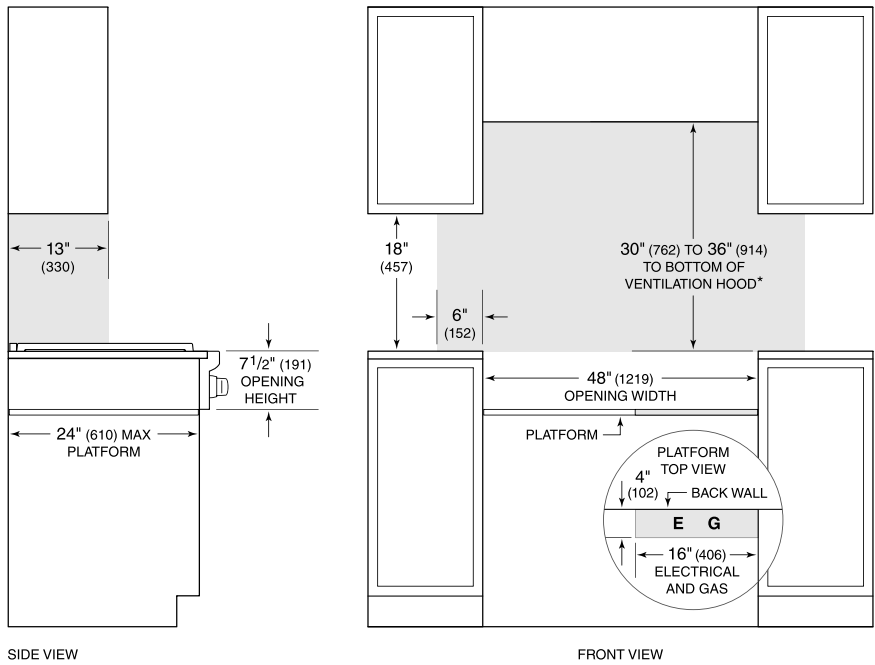 13"
(330)
7 1/2" (191)
OPENING
HEIGHT
24" (610) MAX
PLATFORM
SIDE VIEW
18"
(457)
6"
(152)
30" (762) TO 36" (914)
TO BOTTOM OF
VENTILATION HOOD*
48" (1219)
OPENING WIDTH
PLATFORM
PLATFORM
TOP VIEW
4"
(102)
BACK WALL
E G
16" (406)
ELECTRICAL
AND GAS
FRONT VIEW